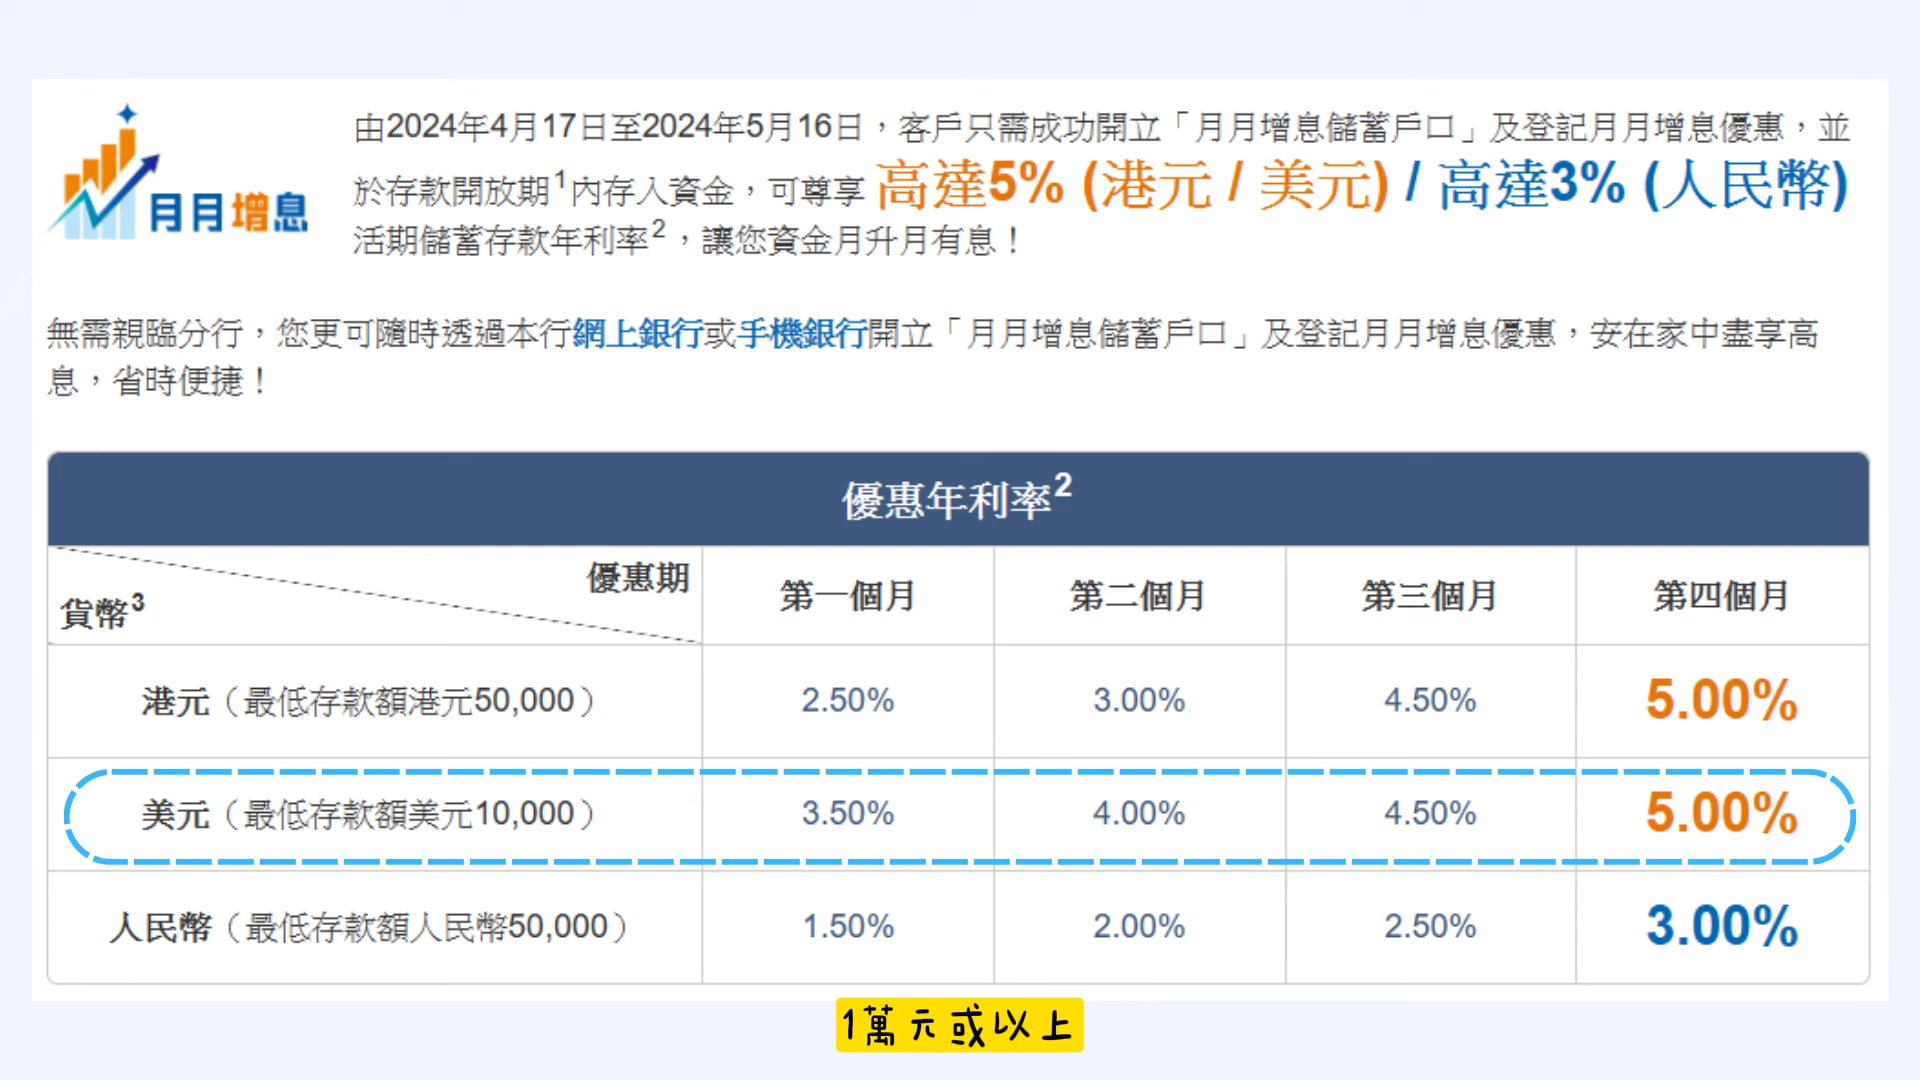 月月增息
由2024年4月17日至2024年5月16日，客戶只需成功開立「月月增息儲蓄戶口」及登記月月增息優惠，並
於存款開放期1內存入資金，可尊享 高達5% (港元 / 美元) / 高達3% (人民幣)
活期儲蓄存款年利率2，讓您資金月升月有息！
無需親臨分行，您更可隨時透過本行網上銀行或手機銀行開立「月月增息儲蓄戶口」及登記月月增息優惠，安在家中盡享高
息，省時便捷！
優惠年利率2
貨幣3 優惠期 第一個月 第二個月 第三個月 第四個月
港元（最低存款額港元50,000） 2.50% 3.00% 4.50% 5.00%
美元（最低存款額美元10,000） 3.50% 4.00% 4.50% 5.00%
人民幣（最低存款額人民幣50,000） 1.50% 2.00% 2.50% 3.00%
1萬元或以上